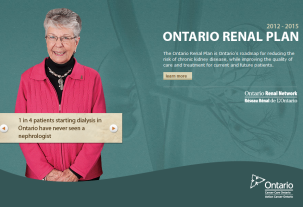 2012 - 2015
ONTARIO RENAL PLAN
The Ontario Renal Plan is Ontario's roadmap for reducing the
risk of chronic kidney disease, while improving the quality of
care and treatment for current and future patients.
learn more
Ontario Renal Network
Réseau Rénal de L'Ontario
1 in 4 patients starting dialysis in
Ontario have never seen a
nephrologist
Ontario
Cancer Care Ontario
Action Cancer Ontario